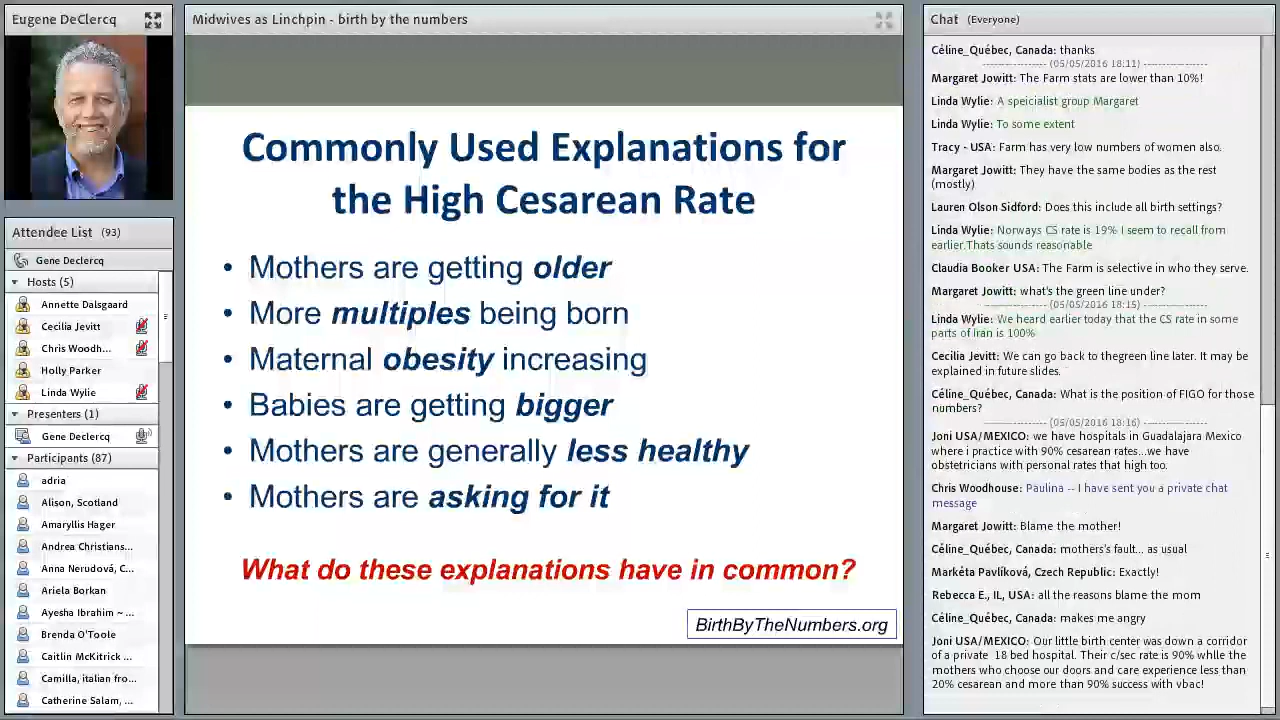 Eugene DeClercq
Attendee List (93)
Gene Declercq
Hosts (5)
Annette Dalsgaard
Cecilia Jevitt
Chris Woodh...
Holly Parker
Linda Wylie
Presenters (1)
Gene Declercq
Participants (87)
adria
Alison, Scotland
Amaryllis Hager
Andrea Christians...
Anna Nerudová, C...
Ariela Borkan
Ayesha Ibrahim ~ ...
Brenda O'Toole
Caitlin McKitrick ...
Camilla, italian fro...
Catherine Salam, ...
Midwives as Linchpin - birth by the numbers
Commonly Used Explanations for
the High Cesarean Rate
• Mothers are getting older
• More multiples being born
• Maternal obesity increasing
• Babies are getting bigger
• Mothers are generally less healthy
• Mothers are asking for it
What do these explanations have in common?
BirthByTheNumbers.org
Chat (Everyone)
Céline_Québec, Canada: thanks
------------------ (05/05/2016 18:11) ------------------
Margaret Jowitt: The Farm stats are lower than 10%!
Linda Wylie: A speicialist group Margaret
Linda Wylie: To some extent
Tracy - USA: Farm has very low numbers of women also.
Margaret Jowitt: They have the same bodies as the rest
(mostly)
Lauren Olson Sidford: Does this include all birth settings?
Linda Wylie: Norways CS rate is 19% I seem to recall from
earlier.Thats sounds reasonable
Claudia Booker USA: The Farm is selective in who they serve.
Margaret Jowitt: what's the green line under?
------------------ (05/05/2016 18:15) ------------------
Linda Wylie: We heard earlier today that the CS rate in some
parts of Iran is 100%
Cecilia Jevitt: We can go back to thegreen line later. It may be
explained in future slides.
Céline_Québec, Canada: What is the position of FIGO for those
numbers?
------------------ (05/05/2016 18:16) ------------------
Joni USA/MEXICO: we have hospitals in Guadalajara Mexico
where i practice with 90% cesarean rates...we have
obstetricians with personal rates that high too.
Chris Woodhouse: Paulina -- I have sent you a private chat
message
Margaret Jowitt: Blame the mother!
Céline_Québec, Canada: mothers's fault... as usual
Markéta Pavlíková, Czech Republic: Exactly!
Rebecca E., IL, USA: all the reasons blame the mom
Céline_Québec, Canada: makes me angry
Joni USA/MEXICO: Our little birth center was down a corridor
of a private 18 bed hospital. Their c/sec rate is 90% while the
mothers who choose our doors and care experience less than
20% cesarean and more than 90% success with vbac!